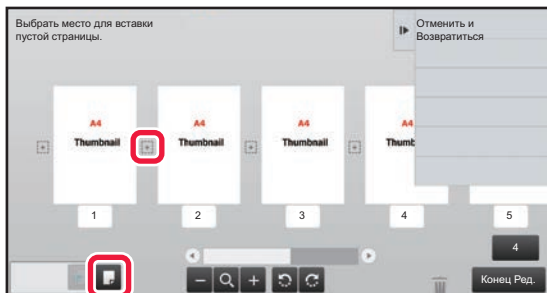 Выбрать место для вставки
пустой страницы.
Отменить и
Возвратиться
A4 A4 A4 A4
Thumbnail Thumbnail Thumbnail Thumb
1 2 3 4 5
4
Конец Ред.